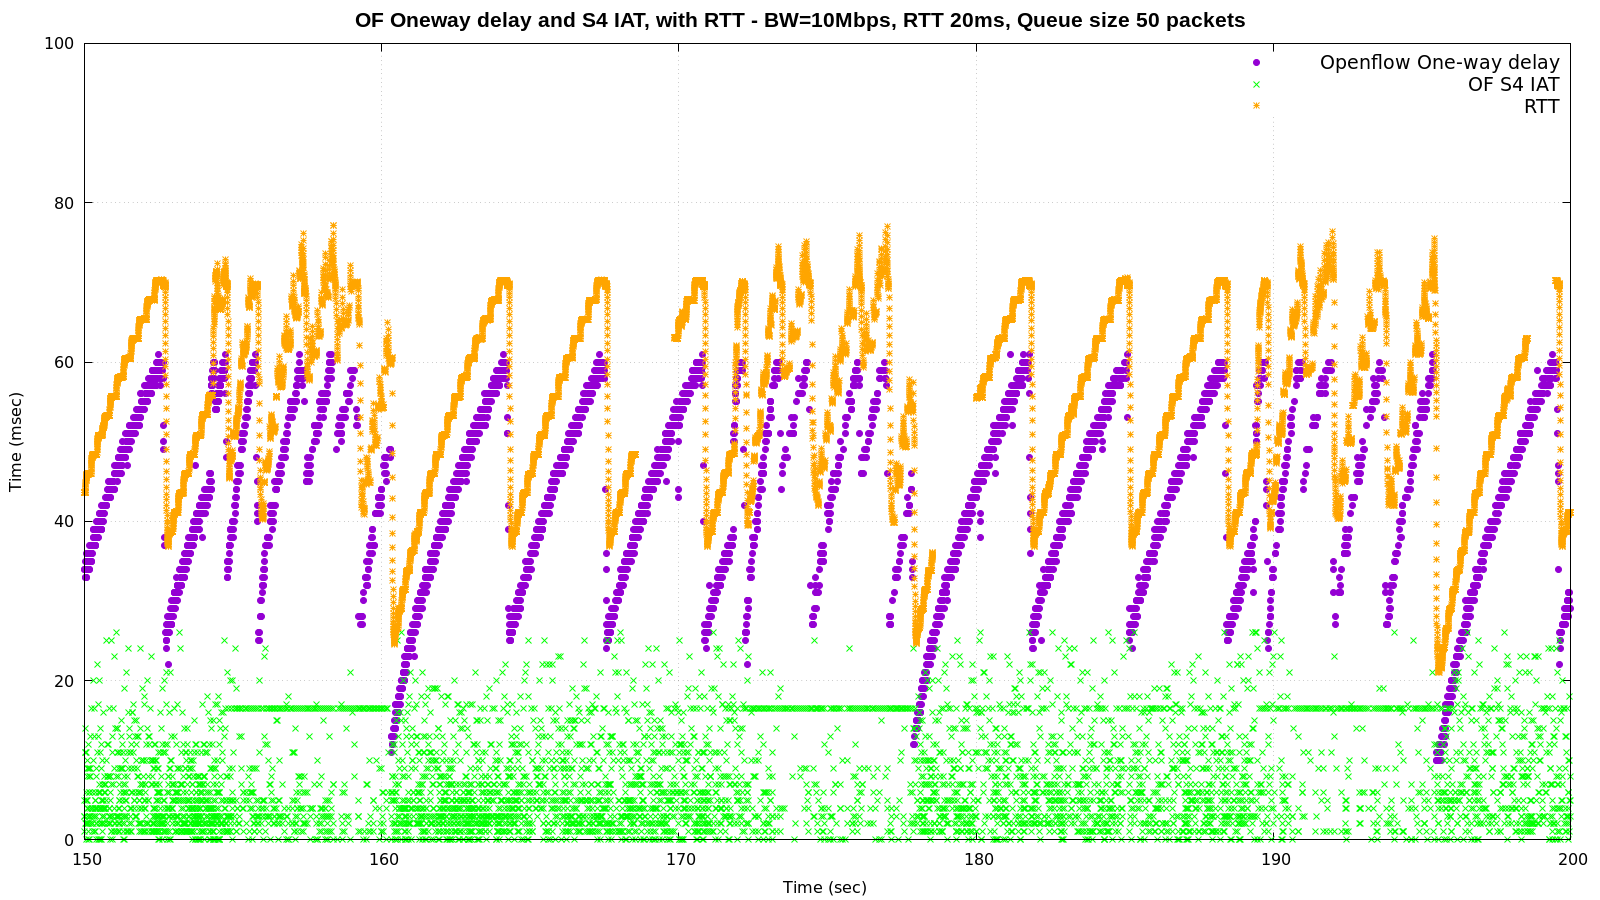 OF Oneway delay and S4 IAT, with RTT - BW=10Mbps, RTT 20ms, Queue size 50 packets
100
Openflow One-way delay
OF S4 IAT
RTT
80
60
Time (msec)
40
20
0
150
160
170
180
190
200
Time (sec)